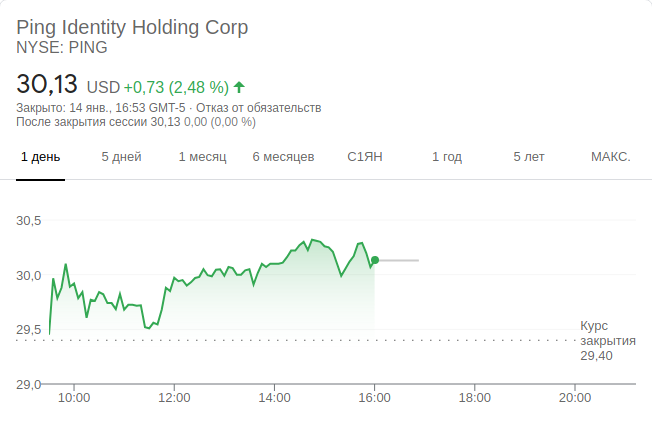 Ping Identity Holding Corp
NYSE: PING
30,13 USD +0,73 (2,48 %)
Закрыто: 14 янв., 16:53 GMT-5 · Отказ от обязательств
После закрытия сессии 30,13 0,00 (0,00 %)
1 день 5 дней 1 месяц 6 месяцев С1ЯН 1 год 5 лет МАКС.
30,5
30,0
29,5
Курс
закрытия
29,40
29,0
10:00 12:00 14:00 16:00 18:00 20:00